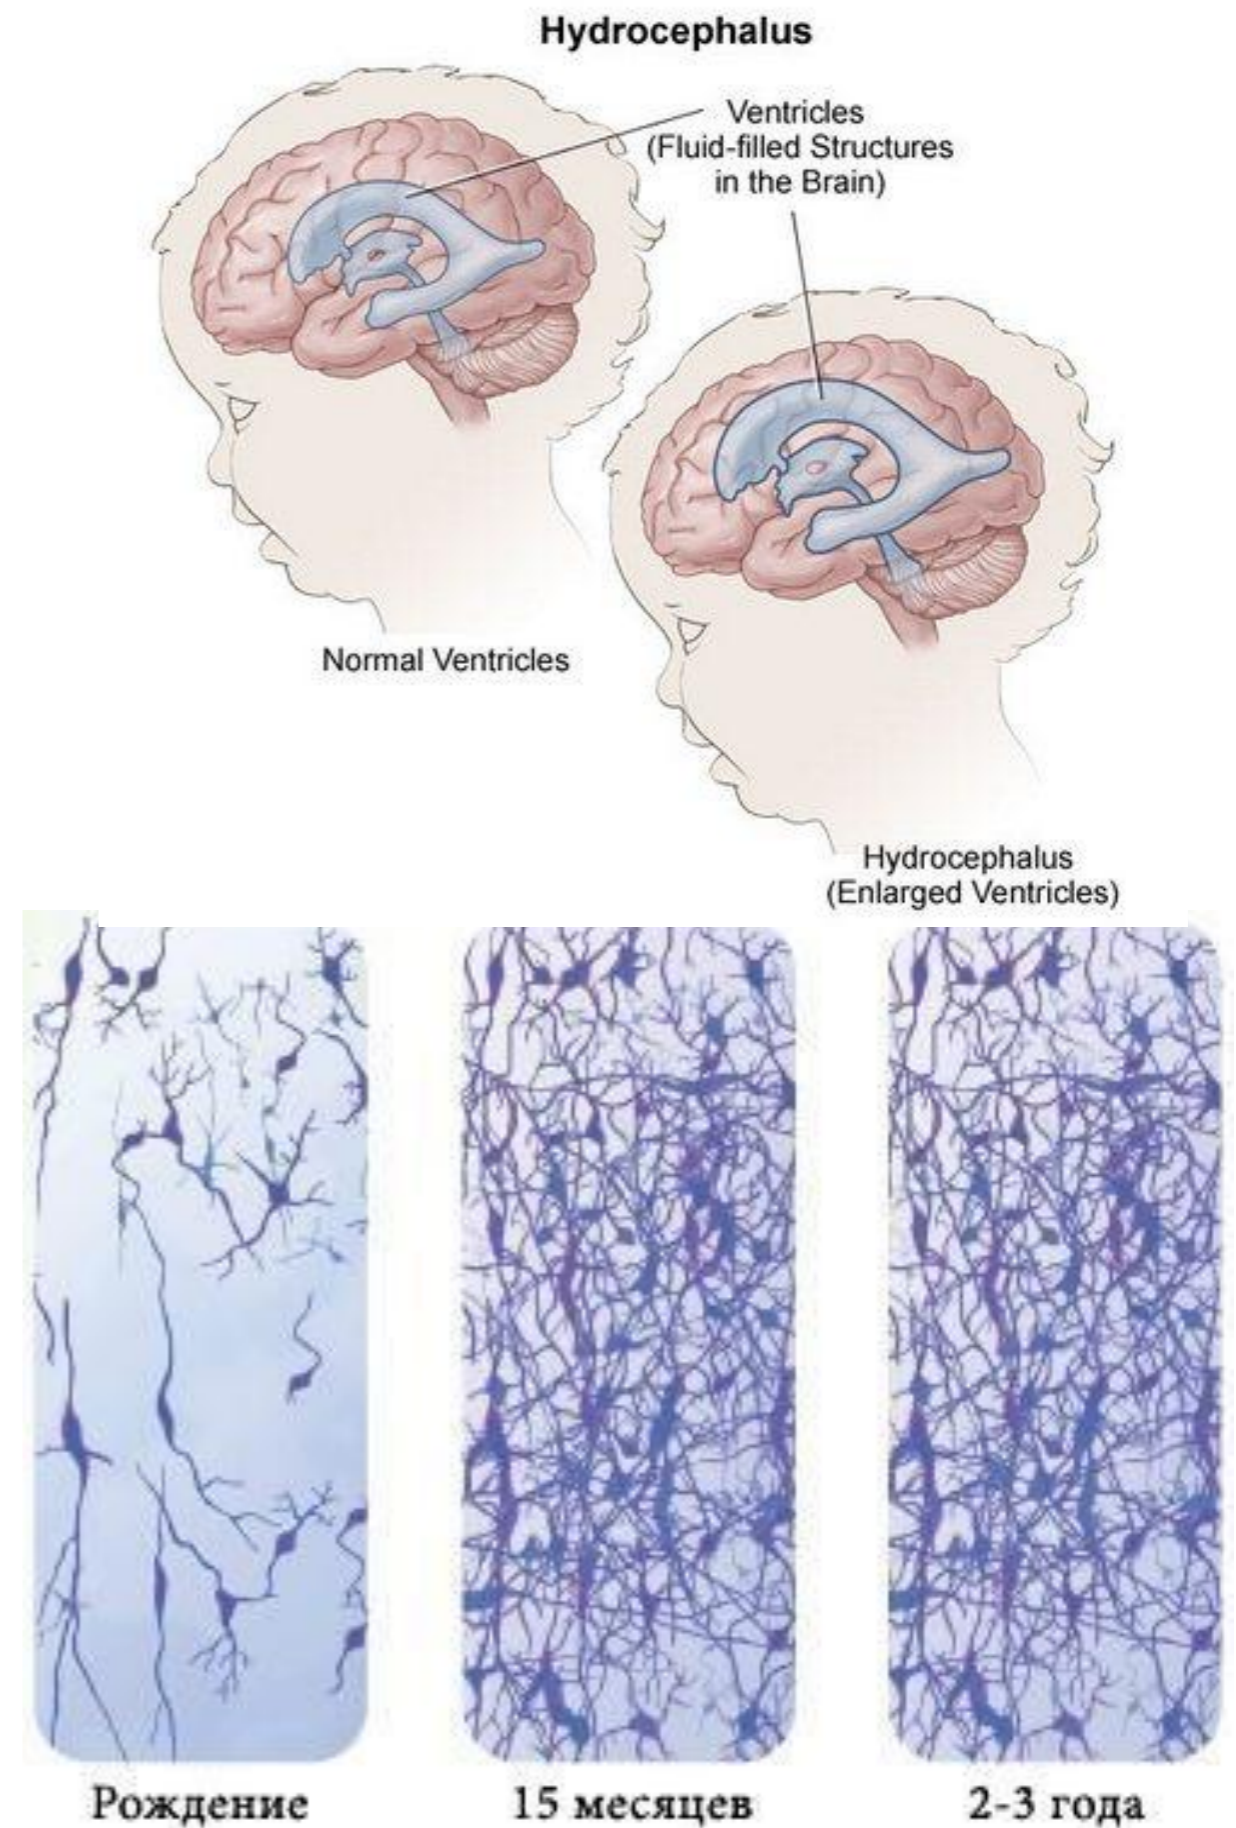 Hydrocephalus
Ventricles
(Fluid-filled Structures
in the Brain)
Normal Ventricles
Hydrocephalus
(Enlarged Ventricles)
Рождение
15 месяцев
2-3 года